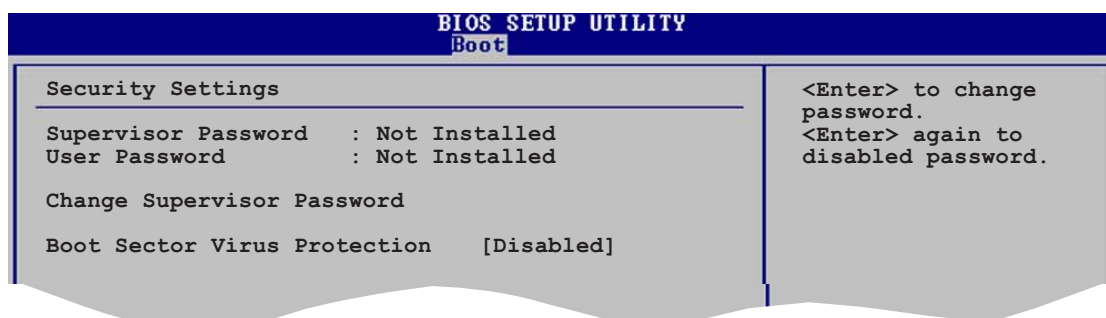 BIOS SETUP UTILITY
Boot
Security Settings
Supervisor Password : Not Installed
User Password : Not Installed
Change Supervisor Password
Boot Sector Virus Protection [Disabled]
<Enter> to change
password.
<Enter> again to
disabled password.